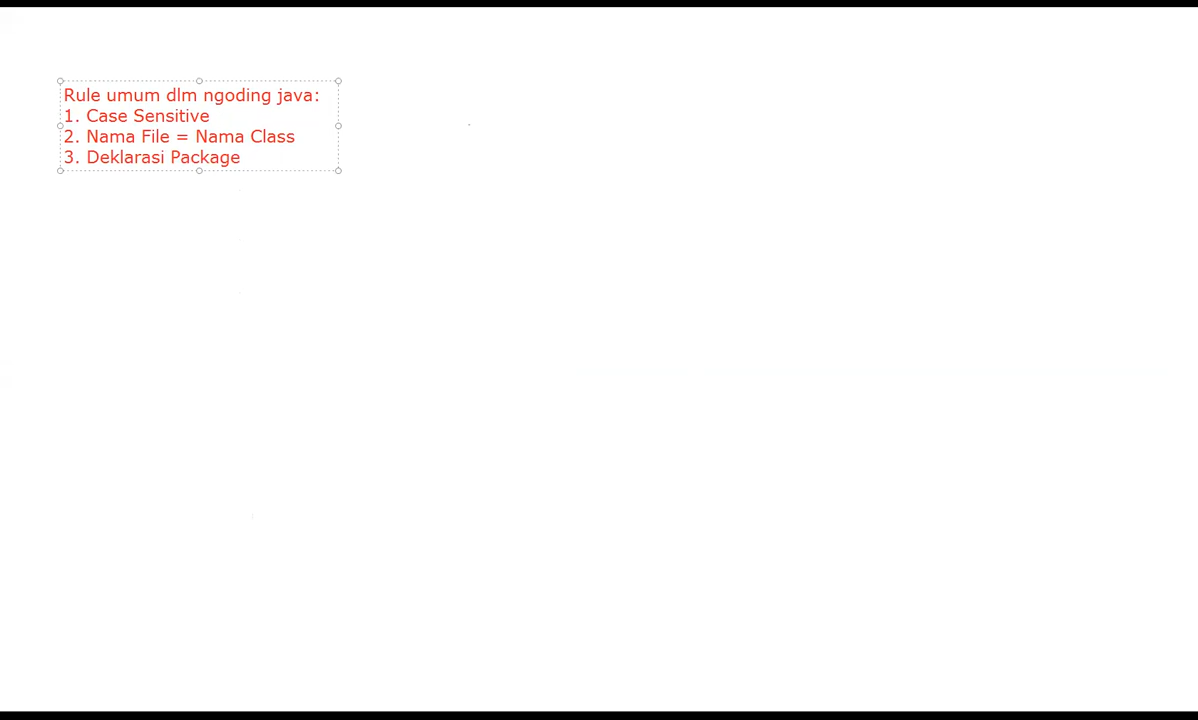 Rule umum dlm ngoding java:
1. Case Sensitive
2. Nama File = Nama Class
3. Deklarasi Package